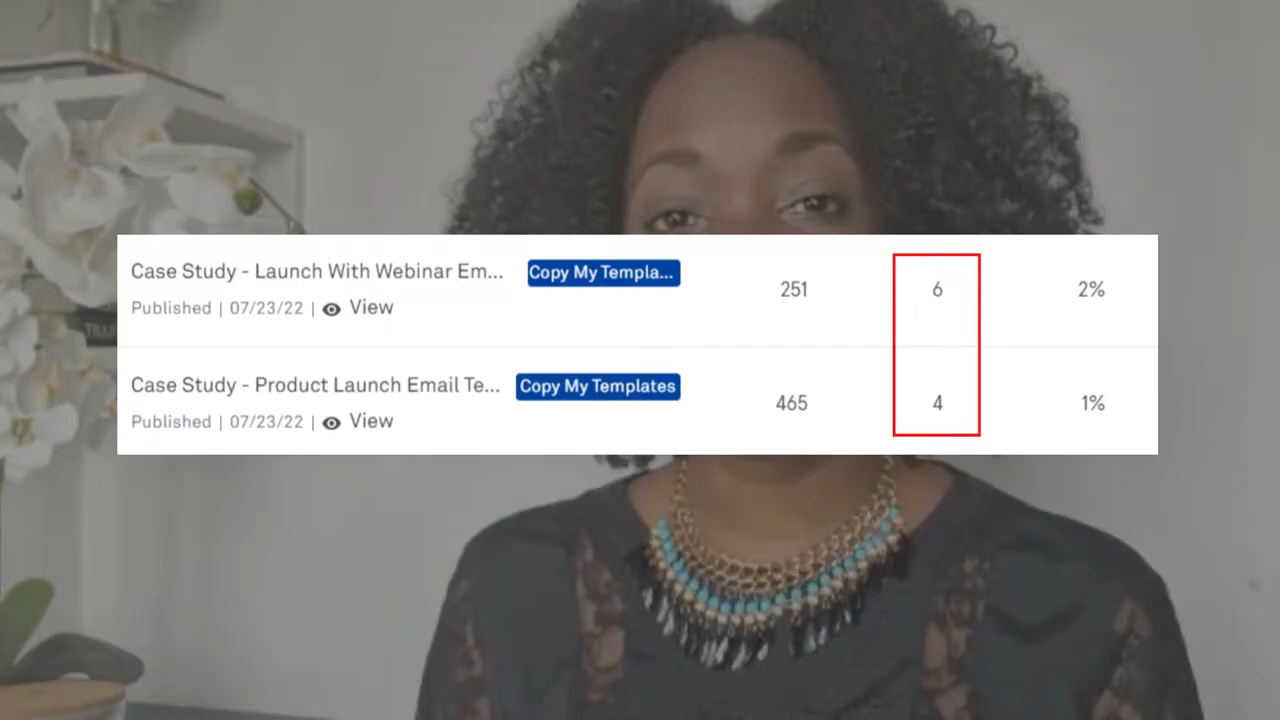 Case Study - Launch With Webinar Em... Copy My Templa... 251 6 2%
Published | 07/23/22 | View
Case Study - Product Launch Email Te... Copy My Templates 465 4 1%
Published | 07/23/22 | View